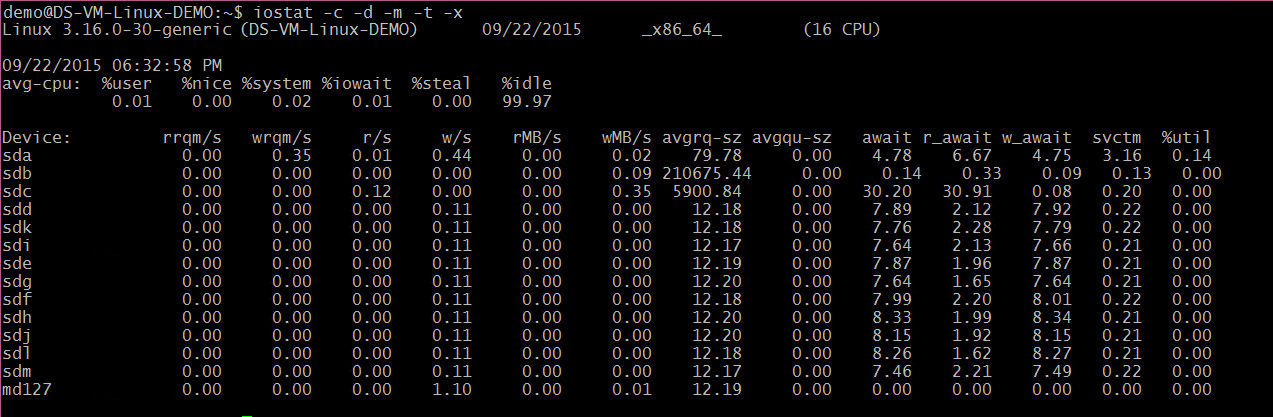 demo@DS-VM-Linux-DEMO:~$ iostat -c -d -m -t -x
Linux 3.16.0-30-generic (DS-VM-Linux-DEMO) 09/22/2015 _x86_64_ (16 CPU)
09/22/2015 06:32:58 PM
avg-cpu: %user %nice %system %iowait %steal %idle
0.01 0.00 0.02 0.01 0.00 99.97
Device: rrqm/s wrqm/s r/s w/s rMB/s wMB/s avgrq-sz avgqu-sz await r_await w_await svctm %util
sda 0.00 0.35 0.01 0.44 0.00 0.02 79.78 0.00 4.78 6.67 4.75 3.16 0.14
sdb 0.00 0.00 0.00 0.00 0.00 0.09 210675.44 0.00 0.14 0.33 0.09 0.13 0.00
sdc 0.00 0.00 0.12 0.00 0.00 0.35 5900.84 0.00 30.20 30.91 0.08 0.20 0.00
sdd 0.00 0.00 0.00 0.11 0.00 0.00 12.18 0.00 7.89 2.12 7.92 0.22 0.00
sdk 0.00 0.00 0.00 0.11 0.00 0.00 12.18 0.00 7.76 2.28 7.79 0.22 0.00
sdi 0.00 0.00 0.00 0.11 0.00 0.00 12.17 0.00 7.64 2.13 7.66 0.21 0.00
sde 0.00 0.00 0.00 0.11 0.00 0.00 12.19 0.00 7.87 1.96 7.87 0.21 0.00
sdg 0.00 0.00 0.00 0.11 0.00 0.00 12.20 0.00 7.64 1.65 7.64 0.21 0.00
sdf 0.00 0.00 0.00 0.11 0.00 0.00 12.18 0.00 7.99 2.20 8.01 0.22 0.00
sdh 0.00 0.00 0.00 0.11 0.00 0.00 12.20 0.00 8.33 1.99 8.34 0.21 0.00
sdj 0.00 0.00 0.00 0.11 0.00 0.00 12.20 0.00 8.15 1.92 8.15 0.21 0.00
sdl 0.00 0.00 0.00 0.11 0.00 0.00 12.18 0.00 8.26 1.62 8.27 0.21 0.00
sdm 0.00 0.00 0.00 0.11 0.00 0.00 12.17 0.00 7.46 2.21 7.49 0.22 0.00
md127 0.00 0.00 0.00 1.10 0.00 0.01 12.19 0.00 0.00 0.00 0.00 0.00 0.00